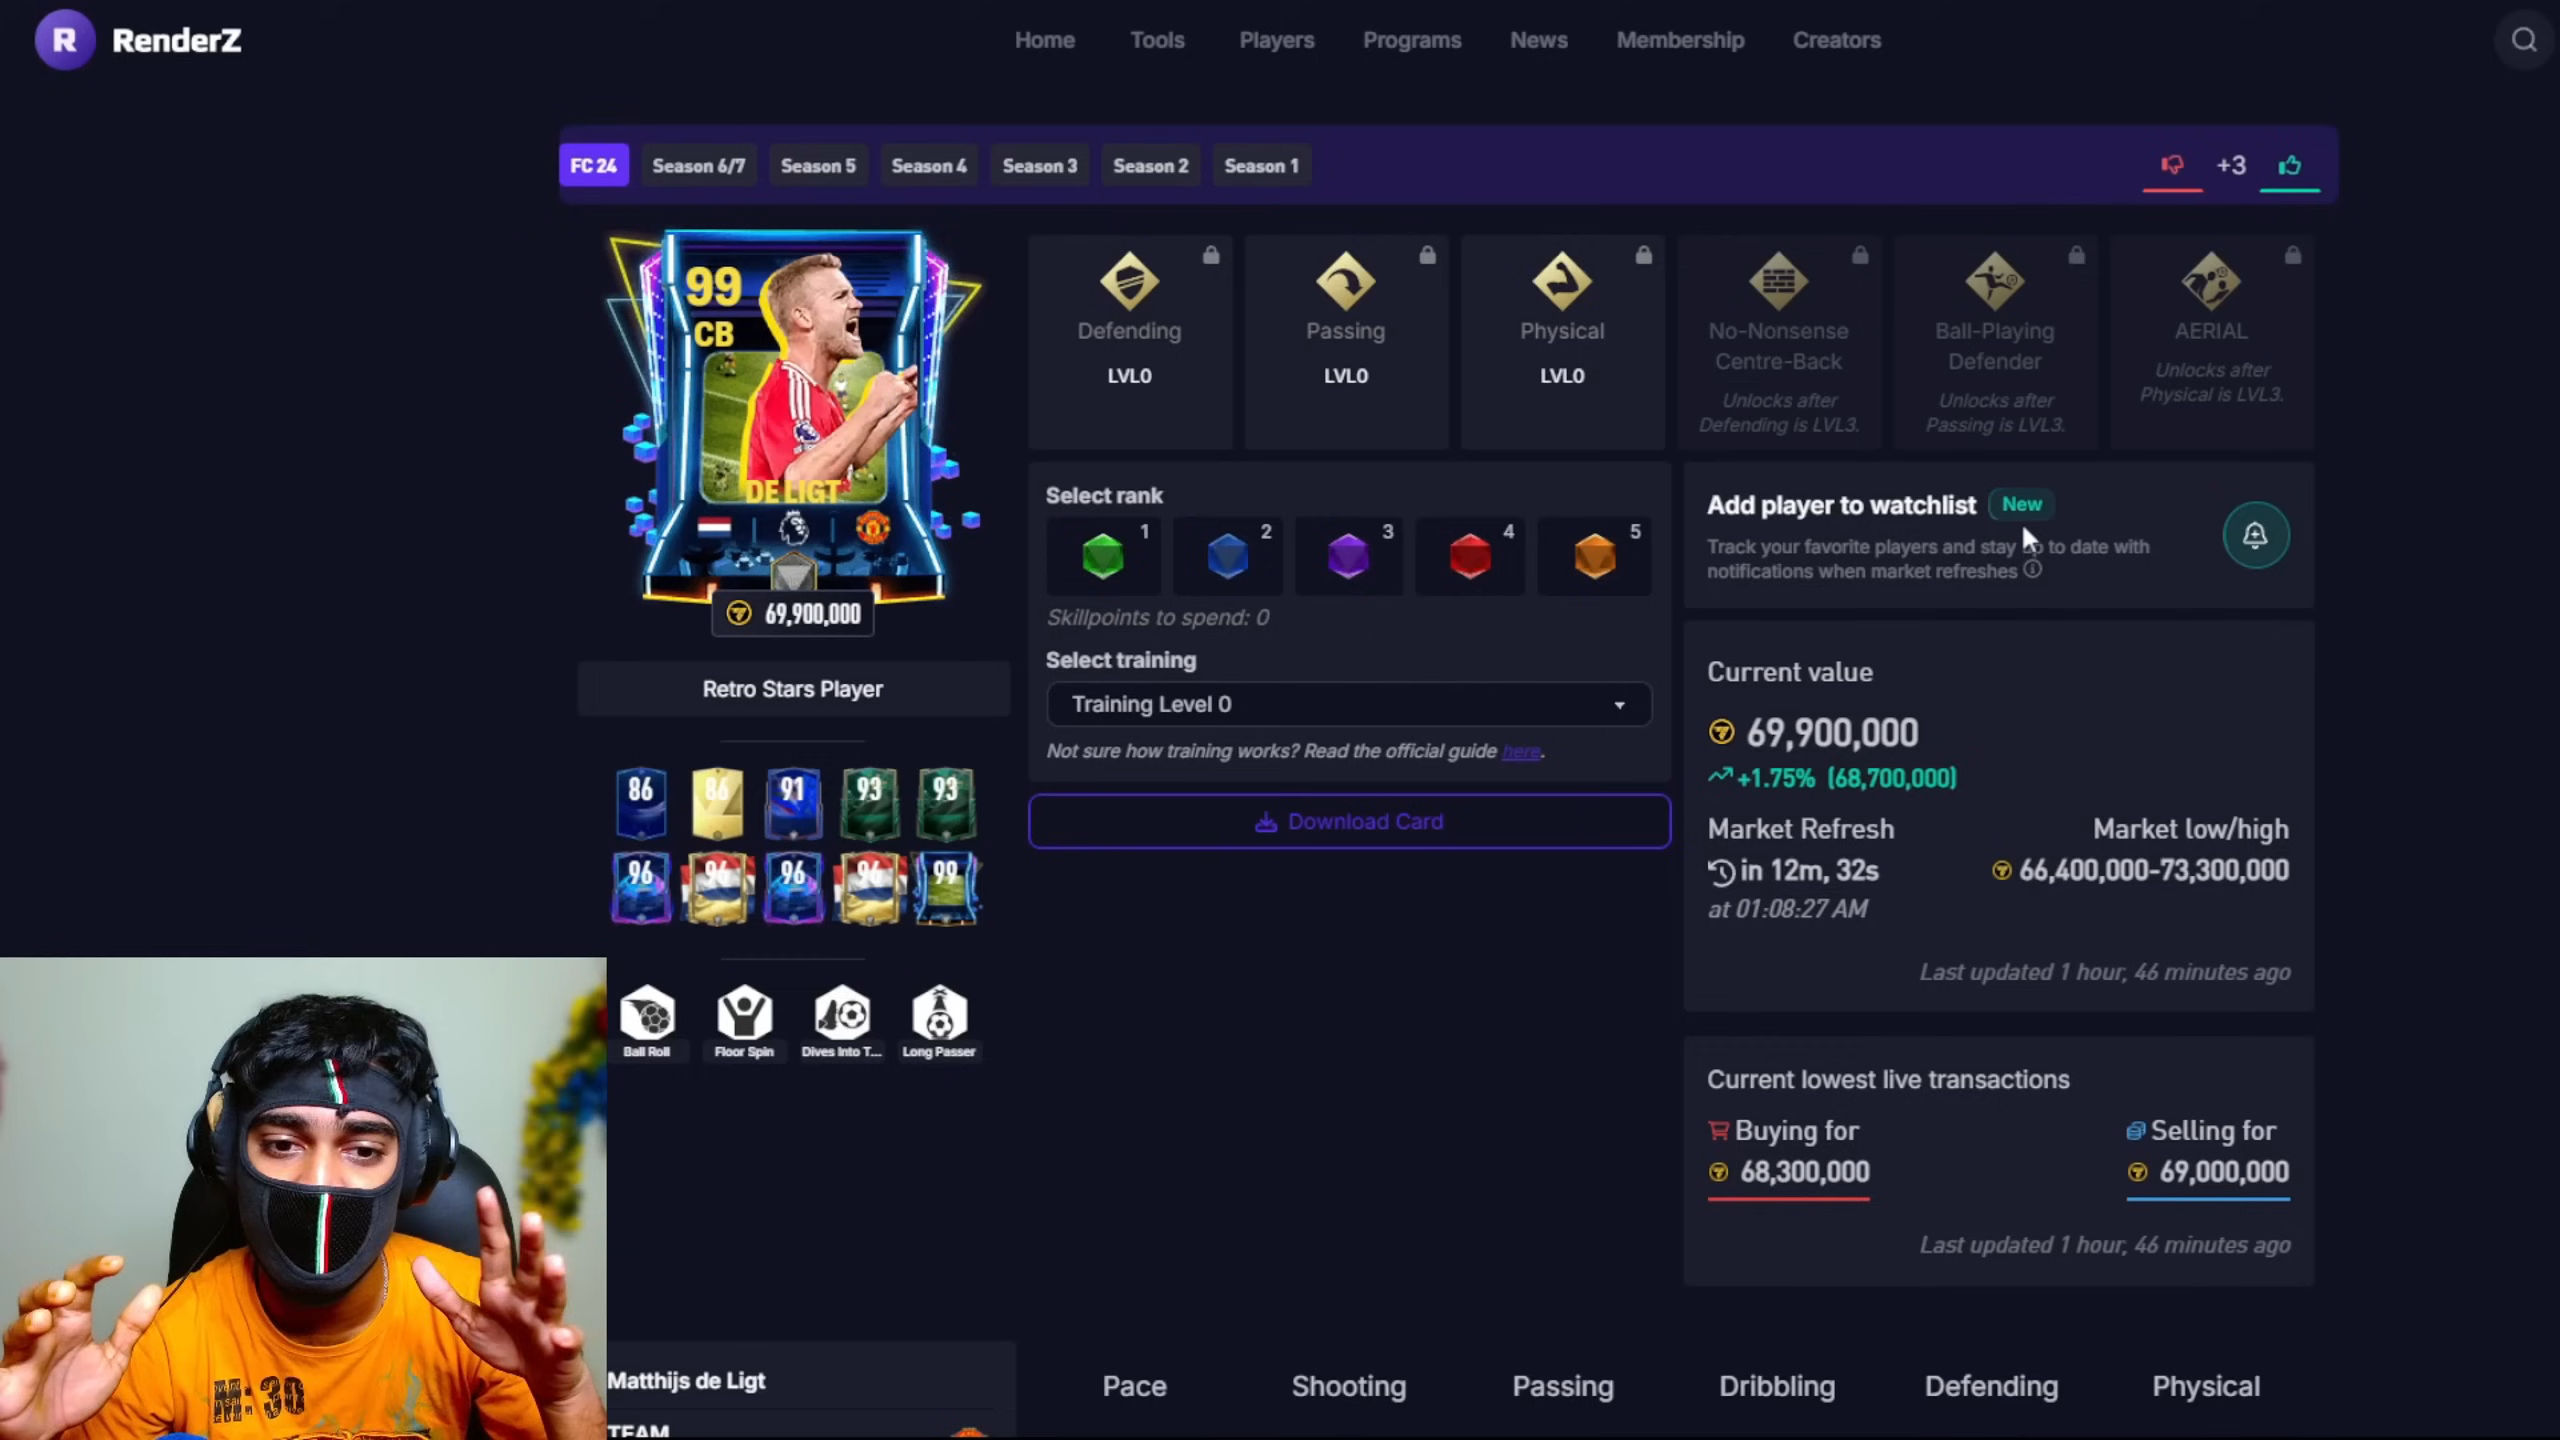 R RenderZ
Home Tools Players Programs News Membership Creators
FC 24 Season 6/7 Season 5 Season 4 Season 3 Season 2 Season 1
+3
99
CB
DE LIGT
69,900,000
Retro Stars Player
86 86 91 93 93
96 96 96 96 99
Ball Roll Floor Spin Dives Into T... Long Passer
Matthijs de Ligt
TEAM
Defending
LVL0
Passing
LVL0
Physical
LVL0
No-Nonsense
Centre-Back
Unlocks after
Defending is LVL3.
Ball-Playing
Defender
Unlocks after
Passing is LVL3.
AERIAL
Unlocks after
Physical is LVL3.
Select rank
1 2 3 4 5
Skillpoints to spend: 0
Select training
Training Level 0
Not sure how training works? Read the official guide here.
Download Card
Add player to watchlist New
Track your favorite players and stay up to date with
notifications when market refreshes
Current value
69,900,000
+1.75% (68,700,000)
Market Refresh
in 12m, 32s
at 01:08:27 AM
Market low/high
66,400,000-73,300,000
Last updated 1 hour, 46 minutes ago
Current lowest live transactions
Buying for
68,300,000
Selling for
69,000,000
Last updated 1 hour, 46 minutes ago
Pace Shooting Passing Dribbling Defending Physical